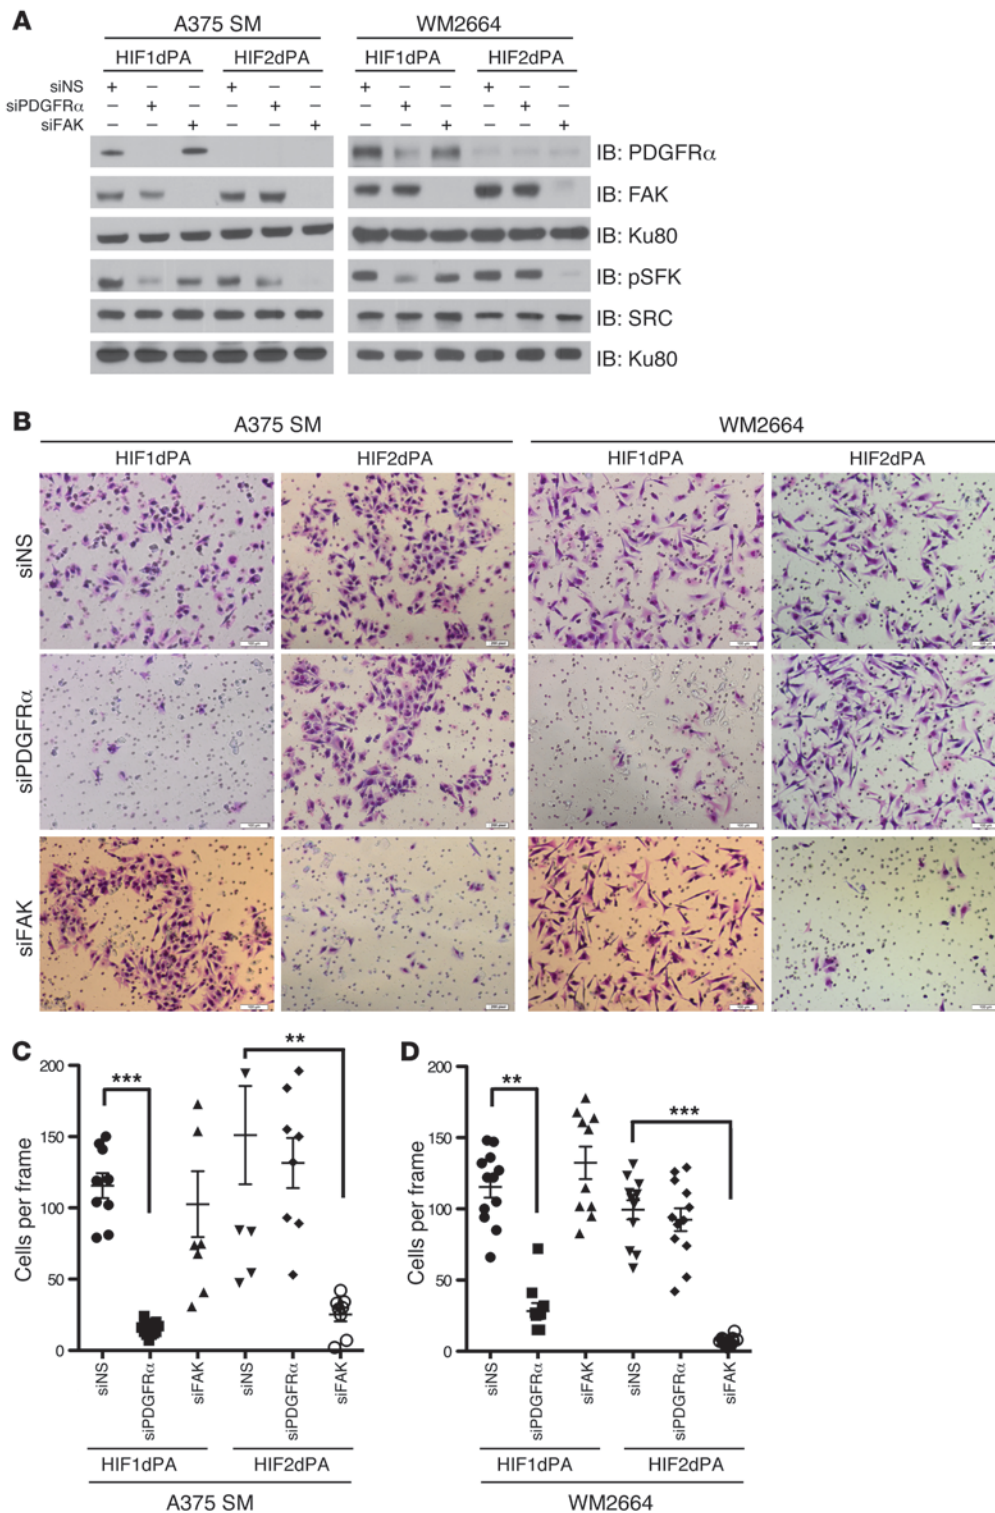 A
A375 SM WM2664
HIF1dPA HIF2dPA HIF1dPA HIF2dPA
siNS + – – + – – + – – + – –
siPDGFRα – + – – + – – + – – + –
siFAK – – + – – + – – + – – +
IB: PDGFRα
IB: FAK
IB: Ku80
IB: pSFK
IB: SRC
IB: Ku80
B
A375 SM WM2664
HIF1dPA HIF2dPA HIF1dPA HIF2dPA
siNS
siPDGFRα
siFAK
C
Cells per frame
200
150
100
50
0
*** **
siNS siPDGFRα siFAK siNS siPDGFRα siFAK
HIF1dPA HIF2dPA
A375 SM
D
Cells per frame
200
150
100
50
0
** ***
siNS siPDGFRα siFAK siNS siPDGFRα siFAK
HIF1dPA HIF2dPA
WM2664